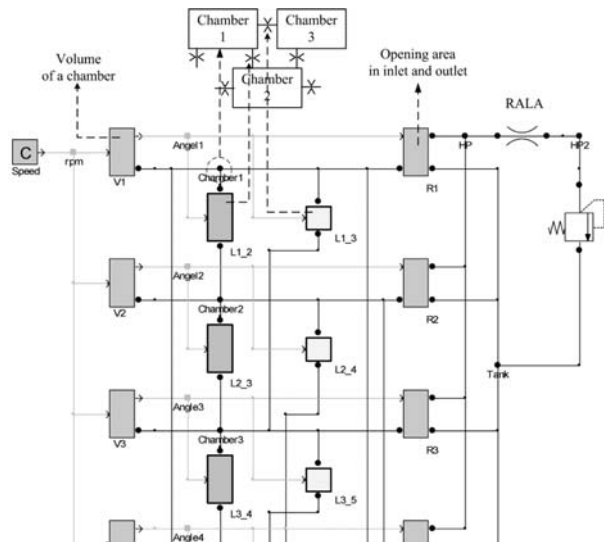 Chamber
1
Chamber
3
Chamber
2
Volume
of a chamber
Opening area
in inlet and outlet
RALA
C
Speed
rpm
Angel1
HP
HP2
V1
Chamber1
R1
L1_2
L1_3
Angel2
V2
Chamber2
R2
L2_3
L2_4
Tank
Angle3
V3
Chamber3
R3
L3_4
L3_5
Angle4